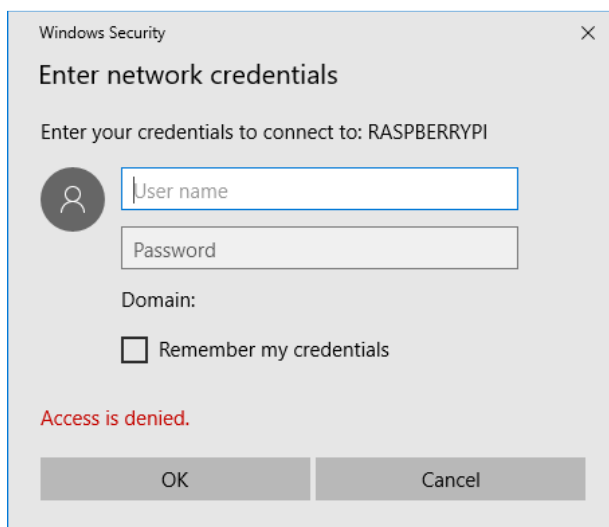 Windows Security
Enter network credentials
Enter your credentials to connect to: RASPBERRYPI
User name
Password
Domain:
Remember my credentials
Access is denied.
OK
Cancel